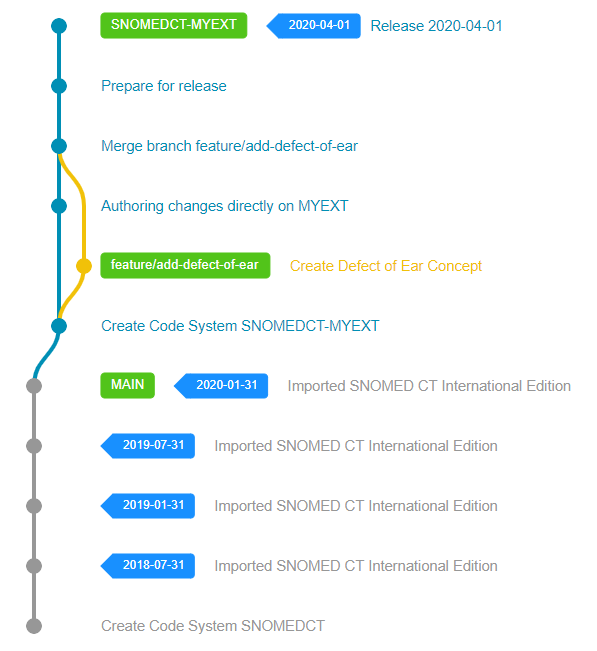 SNOMEDCT-MYEXT 2020-04-01 Release 2020-04-01
Prepare for release
Merge branch feature/add-defect-of-ear
Authoring changes directly on MYEXT
feature/add-defect-of-ear Create Defect of Ear Concept
Create Code System SNOMEDCT-MYEXT
MAIN 2020-01-31 Imported SNOMED CT International Edition
2019-07-31 Imported SNOMED CT International Edition
2019-01-31 Imported SNOMED CT International Edition
2018-07-31 Imported SNOMED CT International Edition
Create Code System SNOMEDCT